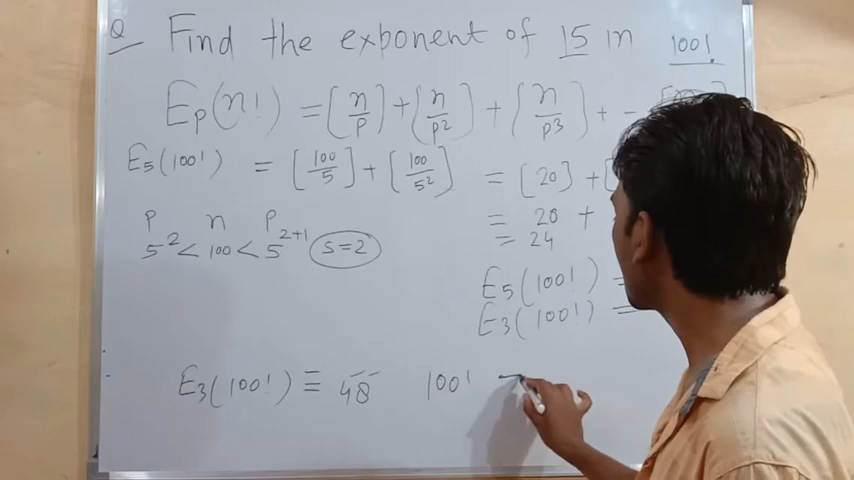 Q Find the exponent of 15 in 100!
Ep(n!) = [n/p] + [n/p2] + [n/p3] + -
E5(100!) = [100/5] + [100/5²] = [20] + [
p n p = 20 +
5² < 100 < 5²⁺¹ s=2 = 24
E5(100!) =
E3(100!) =
E3(100!) = 48 100! =